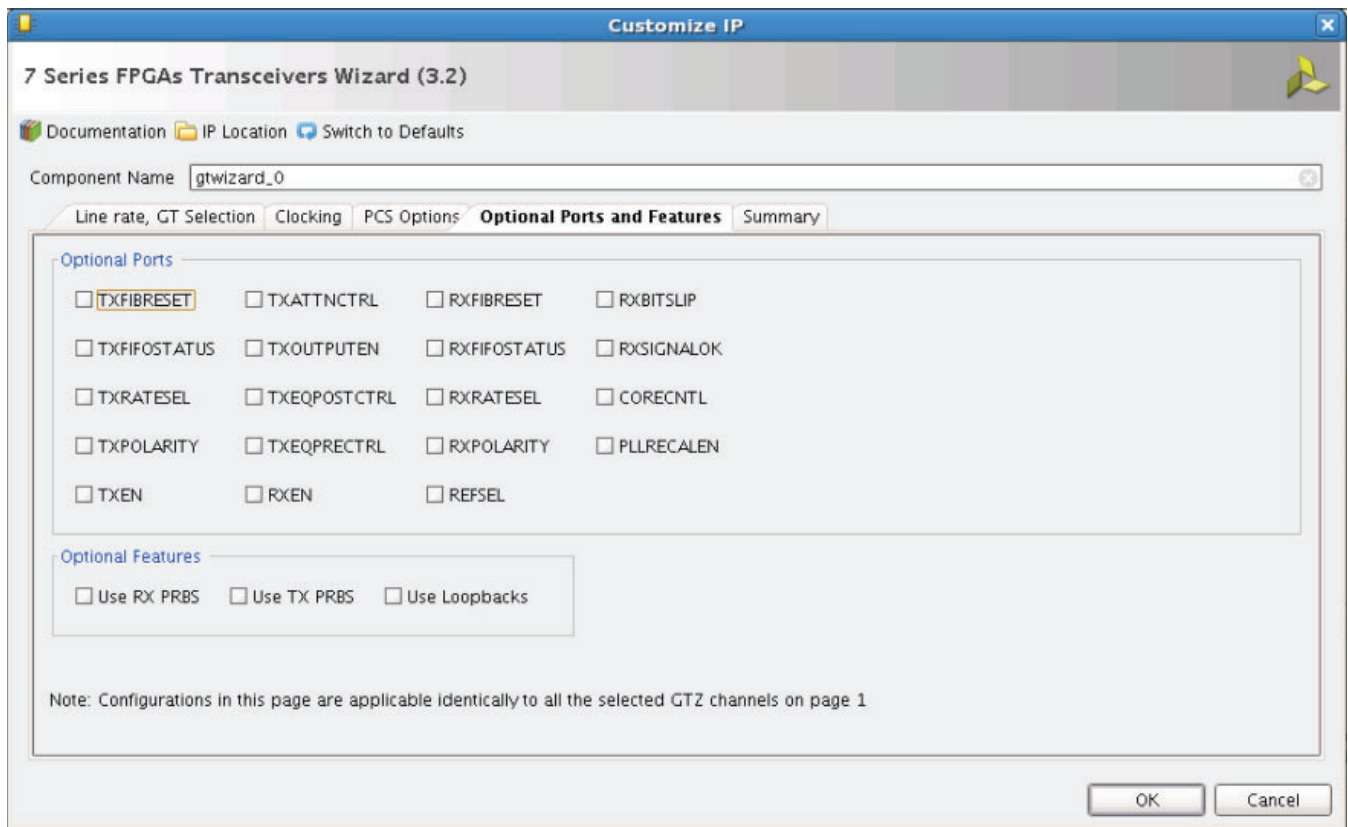 Customize IP
7 Series FPGAs Transceivers Wizard (3.2)
Documentation IP Location Switch to Defaults
Component Name gtwizard_0
Line rate, GT Selection Clocking PCS Options Optional Ports and Features Summary
Optional Ports
TXFIBRESET TXATTNCTRL RXFIBRESET RXBITSLIP
TXFIFOSTATUS TXOUTPUTEN RXFIFOSTATUS RXSIGNALOK
TXRATESEL TXEQPOSTCTRL RXRATESEL CORECNTL
TXPOLARITY TXEQPRECTRL RXPOLARITY PLLRECALEN
TXEN RXEN REFSEL
Optional Features
Use RX PRBS Use TX PRBS Use Loopbacks
Note: Configurations in this page are applicable identically to all the selected GTZ channels on page 1
OK Cancel